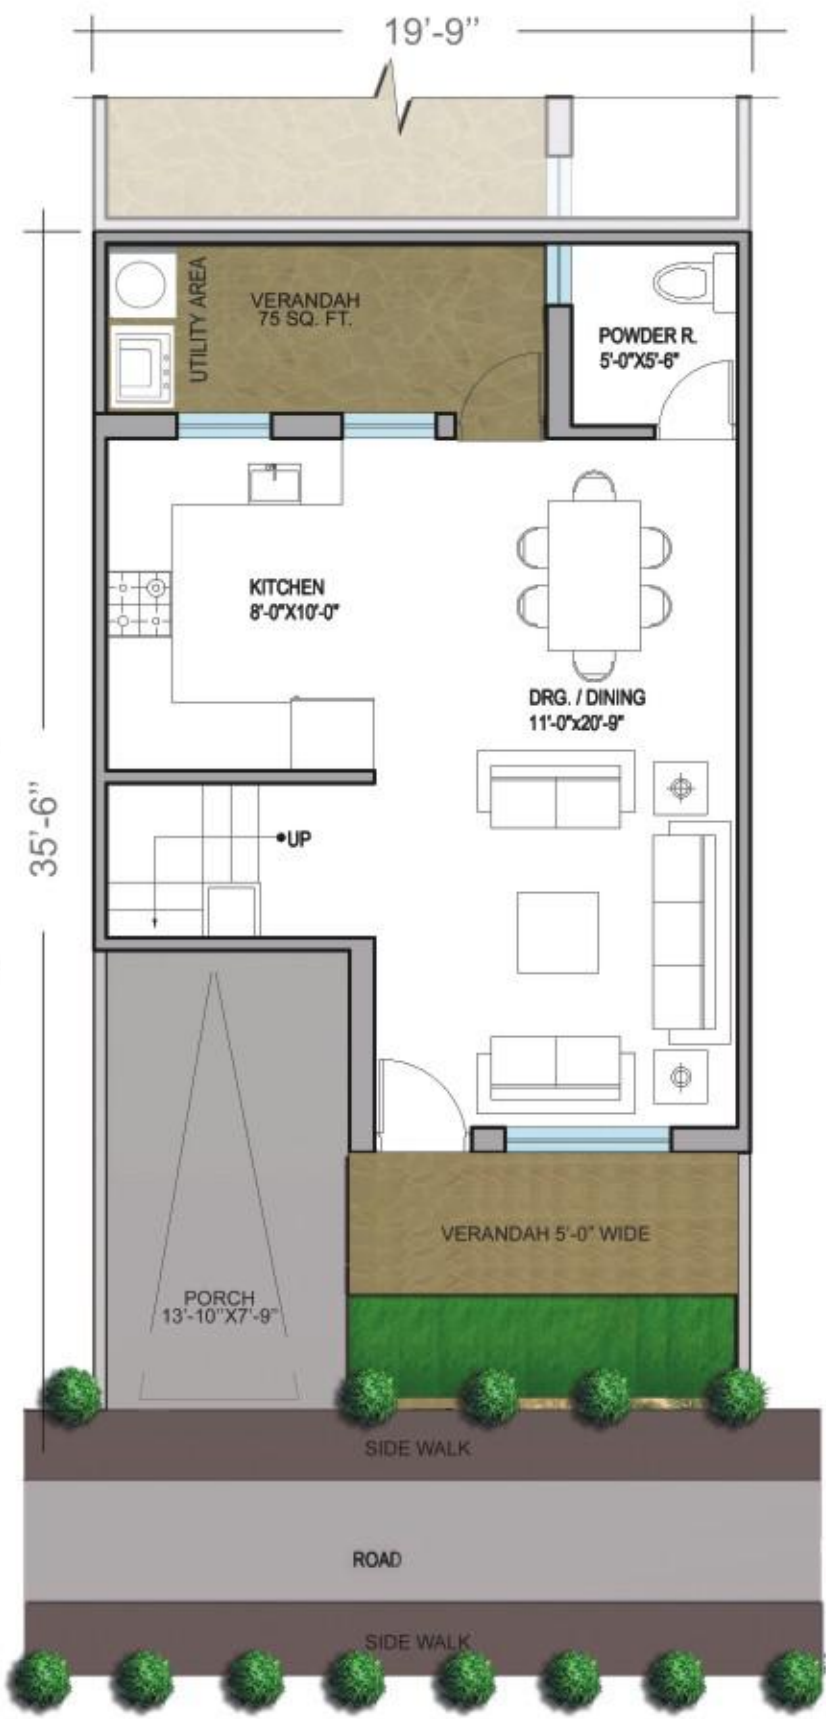 19'-9"
UTILITY AREA
VERANDAH
75 SQ. FT.
POWDER R.
5'-0"X5'-6"
KITCHEN
8'-0"X10'-0"
DRG. / DINING
11'-0"x20'-9"
35'-6"
UP
VERANDAH 5'-0" WIDE
PORCH
13'-10"X7'-9"
SIDE WALK
ROAD
SIDE WALK